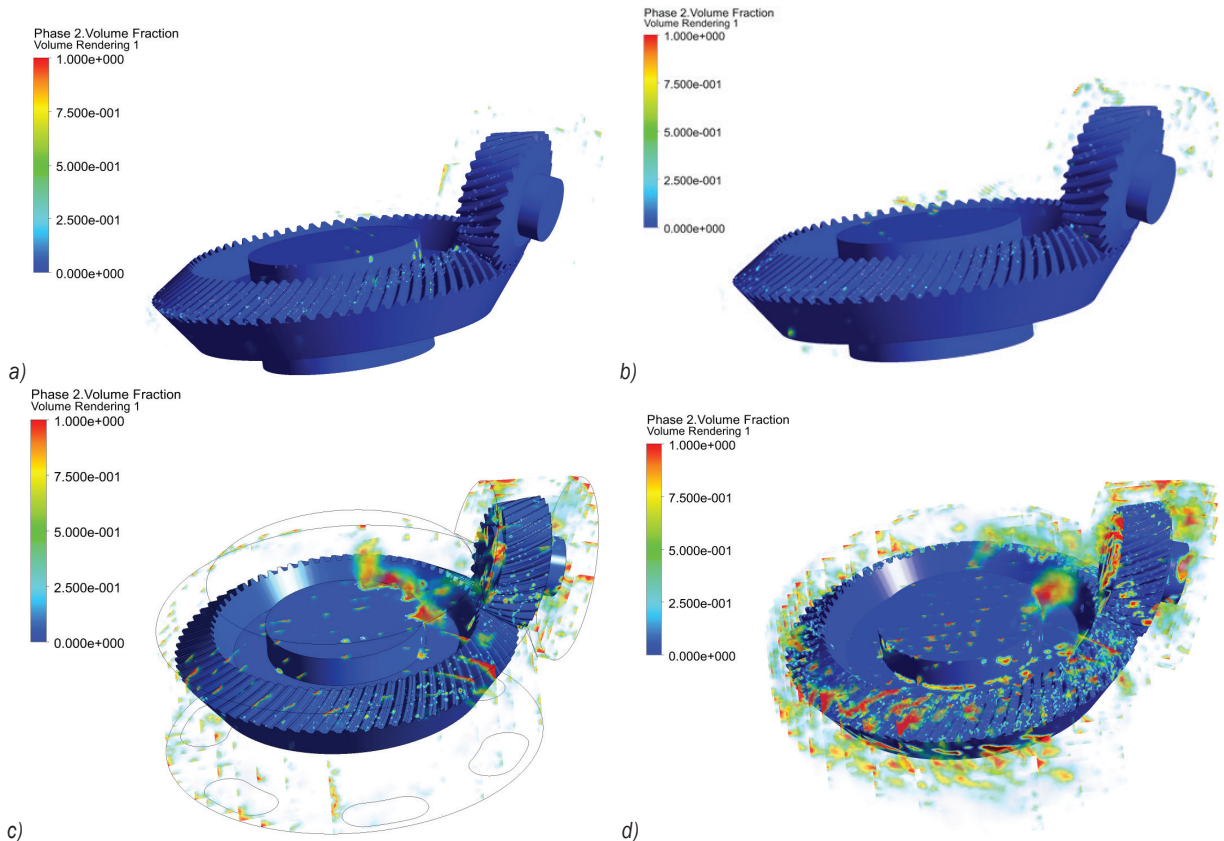 Phase 2.Volume Fraction
Volume Rendering 1
1.000e+000
7.500e-001
5.000e-001
2.500e-001
0.000e+000
a)
Phase 2.Volume Fraction
Volume Rendering 1
1.000e+000
7.500e-001
5.000e-001
2.500e-001
0.000e+000
b)
Phase 2.Volume Fraction
Volume Rendering 1
1.000e+000
7.500e-001
5.000e-001
2.500e-001
0.000e+000
c)
Phase 2.Volume Fraction
Volume Rendering 1
1.000e+000
7.500e-001
5.000e-001
2.500e-001
0.000e+000
d)